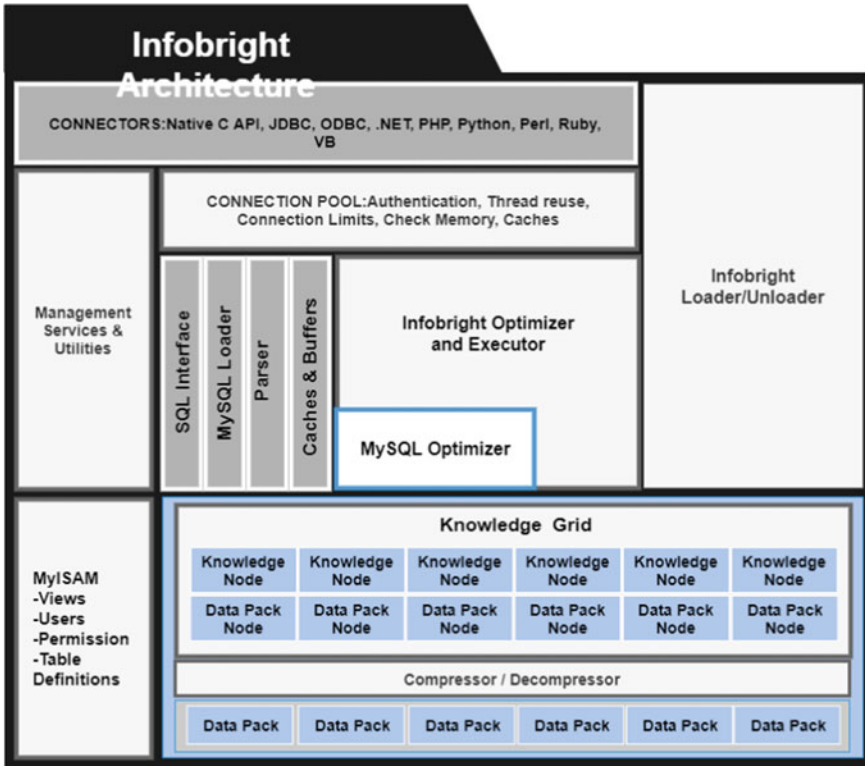 Infobright
Architecture
CONNECTORS:Native C API, JDBC, ODBC, .NET, PHP, Python, Perl, Ruby,
VB
CONNECTION POOL:Authentication, Thread reuse,
Connection Limits, Check Memory, Caches
Management
Services &
Utilities
SQL Interface
MySQL Loader
Parser
Caches & Buffers
Infobright Optimizer
and Executor
MySQL Optimizer
Infobright
Loader/Unloader
MyISAM
-Views
-Users
-Permission
-Table
Definitions
Knowledge Grid
Knowledge
Node
Knowledge
Node
Knowledge
Node
Knowledge
Node
Knowledge
Node
Knowledge
Node
Data Pack
Node
Data Pack
Node
Data Pack
Node
Data Pack
Node
Data Pack
Node
Data Pack
Node
Compressor / Decompressor
Data Pack
Data Pack
Data Pack
Data Pack
Data Pack
Data Pack